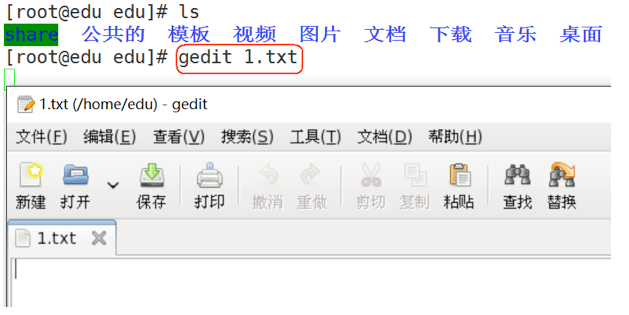 [root@edu edu]# ls
share 公共的 模板 视频 图片 文档 下载 音乐 桌面
[root@edu edu]# gedit 1.txt
1.txt (/home/edu) - gedit
文件(F) 编辑(E) 查看(V) 搜索(S) 工具(T) 文档(D) 帮助(H)
新建 打开 保存 打印 撤消 重做 剪切 复制 粘贴 查找 替换
1.txt